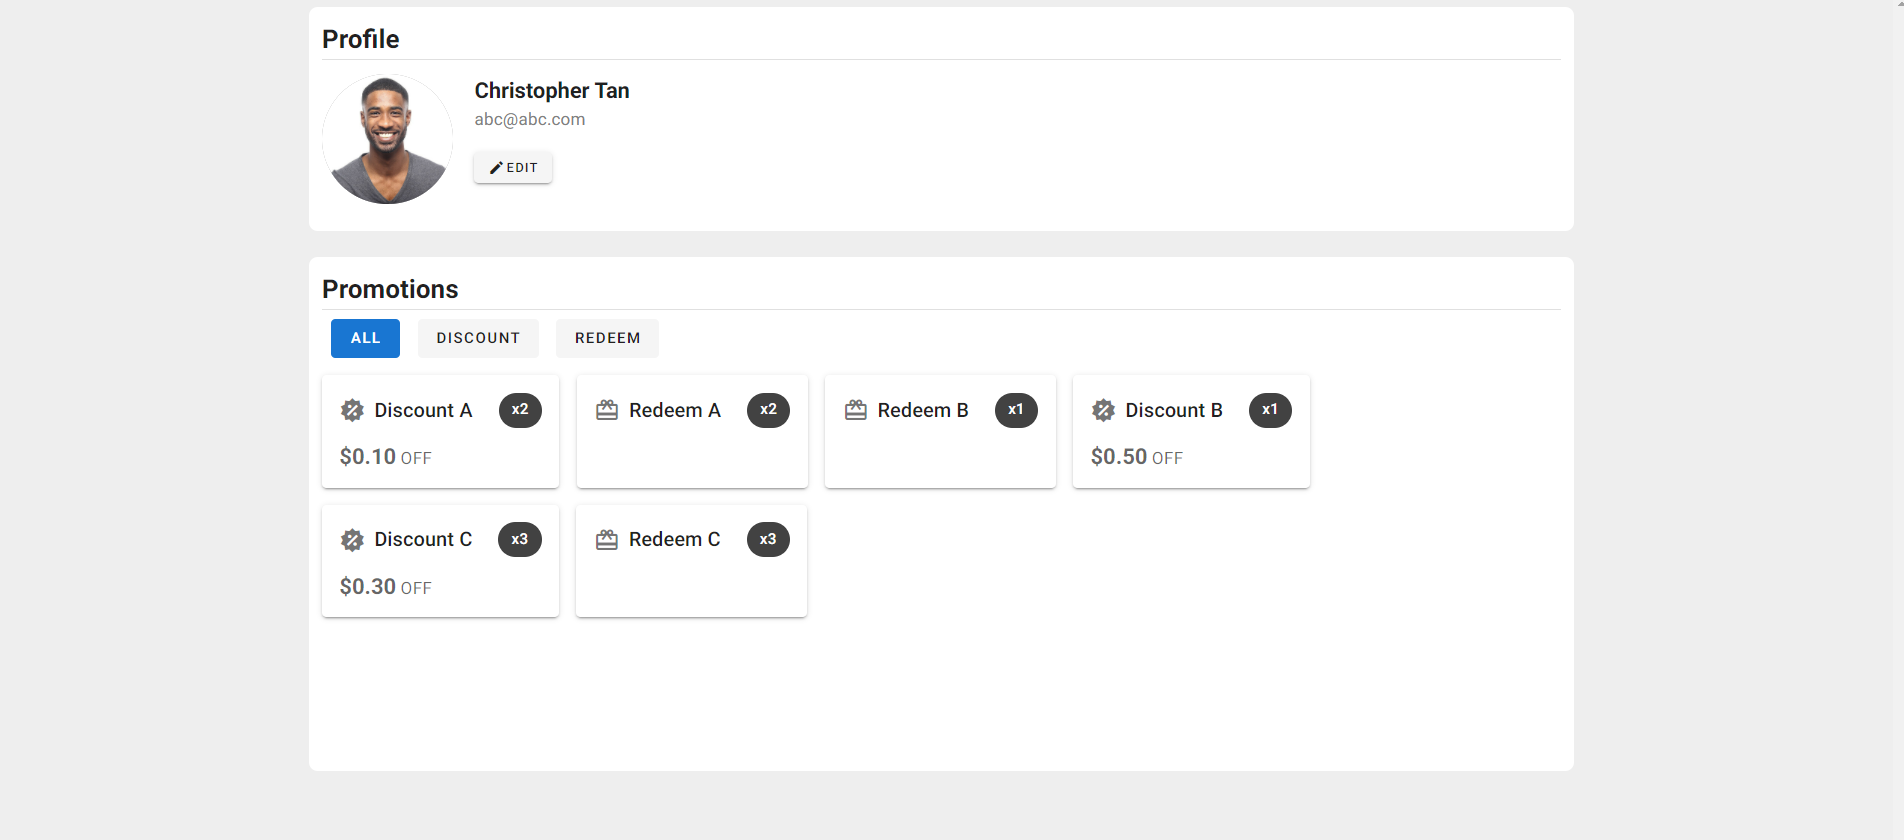 Profile
Christopher Tan
abc@abc.com
EDIT
Promotions
ALL DISCOUNT REDEEM
Discount A x2
$0.10 OFF
Redeem A x2
Redeem B x1
Discount B x1
$0.50 OFF
Discount C x3
$0.30 OFF
Redeem C x3